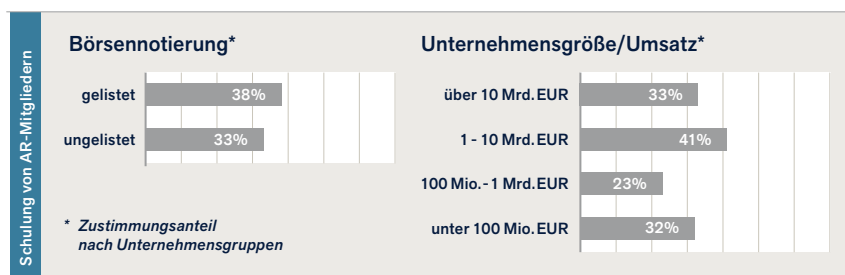 Schulung von AR-Mitgliedern
Börsennotierung*
gelistet 38%
ungelistet 33%
* Zustimmungsanteil
nach Unternehmensgruppen
Unternehmensgröße/Umsatz*
über 10 Mrd. EUR 33%
1 - 10 Mrd. EUR 41%
100 Mio. - 1 Mrd. EUR 23%
unter 100 Mio. EUR 32%